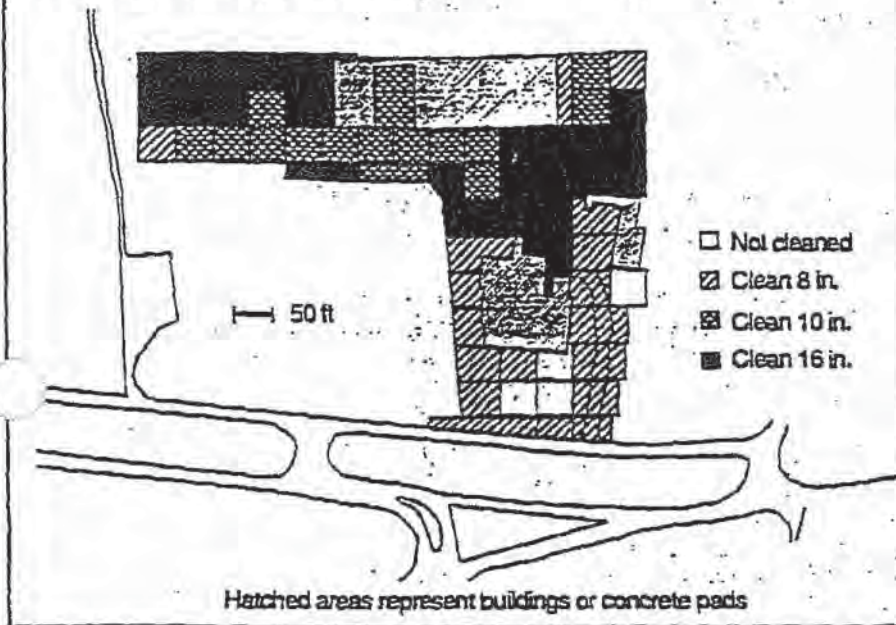 Not cleaned
Clean 8 in.
50 ft
Clean 10 in.
Clean 16 in.
Hatched areas represent buildings or concrete pads